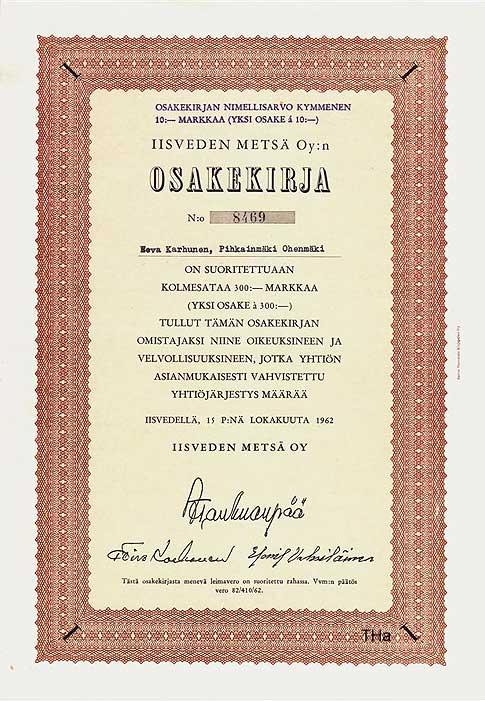 OSAKEKIRJAN NIMELLISARVO KYMMENEN
10:— MARKKAA (YKSI OSAKE á 10:—)
IISVEDEN METSÄ Oy:n
OSAKEKIRJA
N:o 8469
Eeva Karhunen, Pihkainmäki Ohenmäki
ON SUORITETTUAAN
KOLMESATAA 300:— MARKKAA
(YKSI OSAKE à 300:—)
TULLUT TÄMÄN OSAKEKIRJAN
OMISTAJAKSI NIINE OIKEUKSINEEN JA
VELVOLLISUUKSINEEN, JOTKA YHTIÖN
ASIANMUKAISESTI VAHVISTETTU
YHTIÖJÄRJESTYS MÄÄRÄÄ
IISVEDELLÄ, 15 P:NÄ LOKAKUUTA 1962
IISVEDEN METSÄ OY
Tästä osakekirjasta menevä leimavero on suoritettu rahassa. Vvm:n päätös
vero 82/410/62.
THa